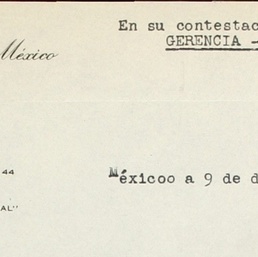 En su contestac
GERENCIA -
México
44
Méxicoo a 9 de d
AL"